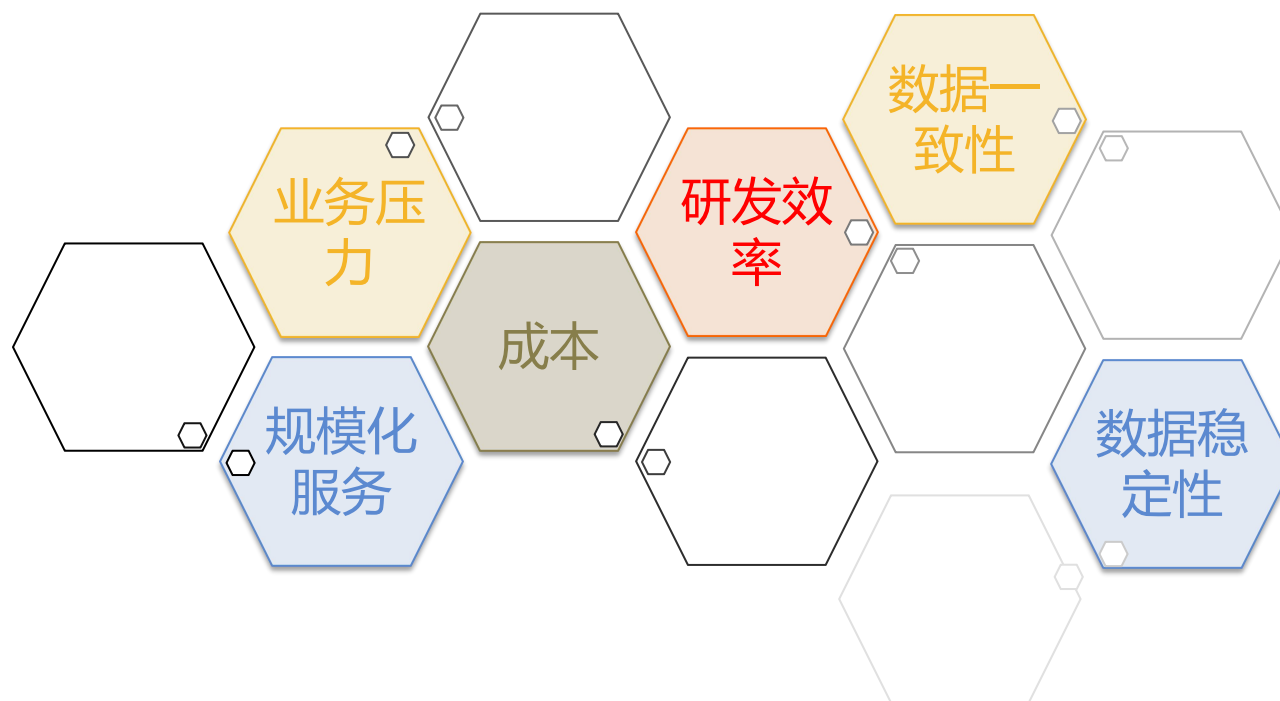 数据一
致性
业务压
力
研发效
率
成本
规模化
服务
数据稳
定性